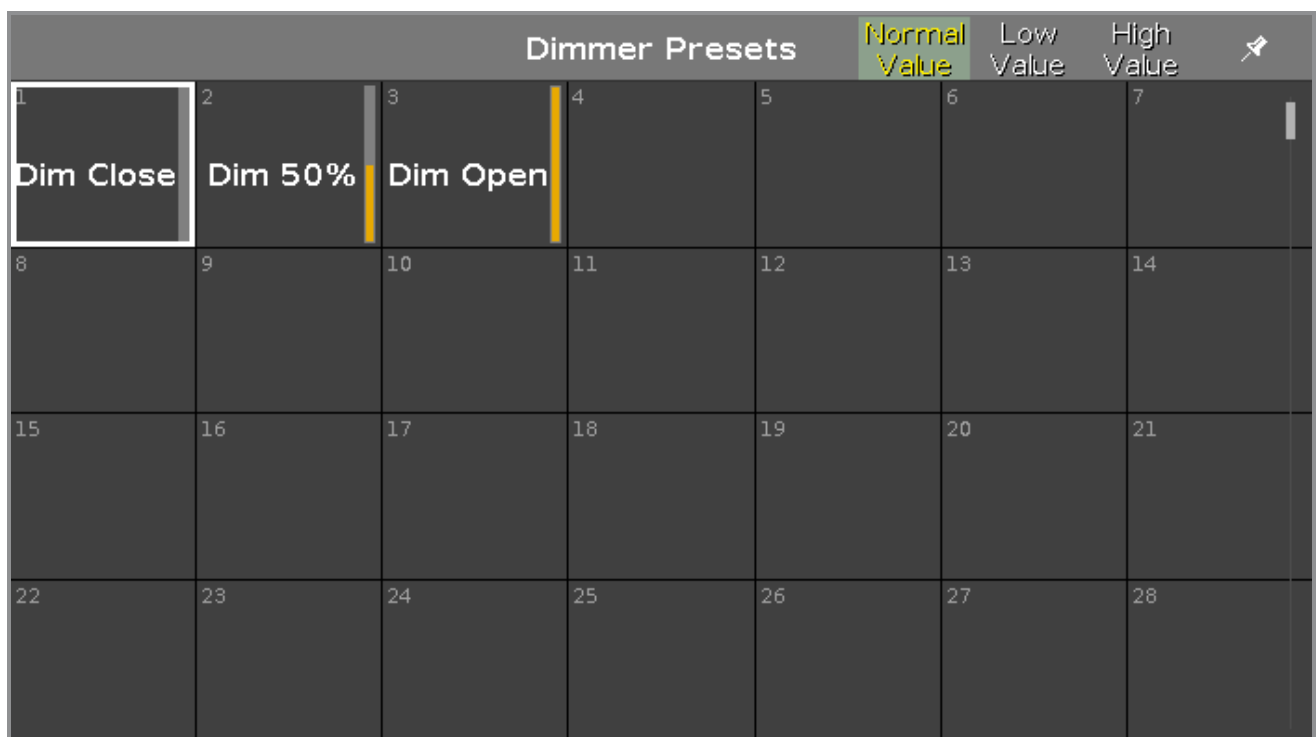 Dimmer Presets
Normal Value
Low Value
High Value
1 2 3 4 5 6 7
Dim Close Dim 50% Dim Open
8 9 10 11 12 13 14
15 16 17 18 19 20 21
22 23 24 25 26 27 28